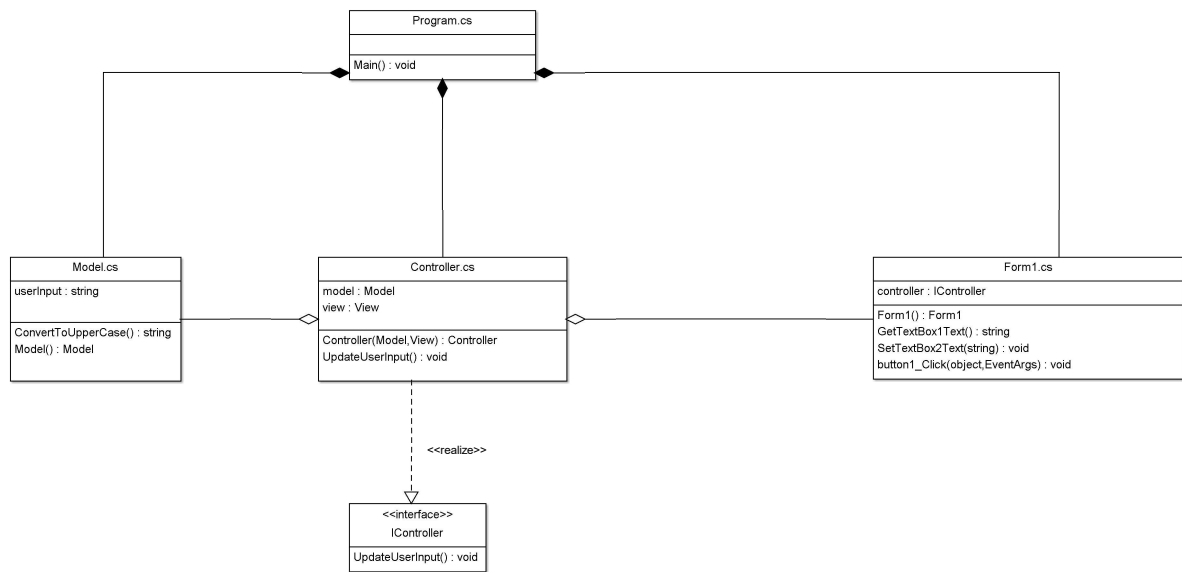 Program.cs
Main() : void
Model.cs
userInput : string
ConvertToUpperCase() : string
Model() : Model
Controller.cs
model : Model
view : View
Controller(Model,View) : Controller
UpdateUserInput() : void
Form1.cs
controller : IController
Form1() : Form1
GetTextBox1Text() : string
SetTextBox2Text(string) : void
button1_Click(object,EventArgs) : void
<<realize>>
<<interface>>
IController
UpdateUserInput() : void